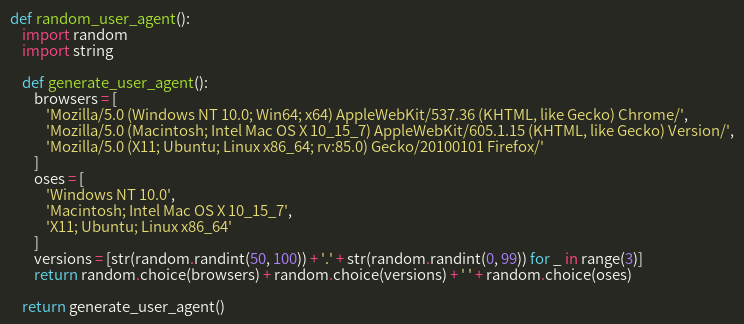 def random_user_agent():
    import random
    import string

    def generate_user_agent():
        browsers = [
            'Mozilla/5.0 (Windows NT 10.0; Win64; x64) AppleWebKit/537.36 (KHTML, like Gecko) Chrome/',
            'Mozilla/5.0 (Macintosh; Intel Mac OS X 10_15_7) AppleWebKit/605.1.15 (KHTML, like Gecko) Version/',
            'Mozilla/5.0 (X11; Ubuntu; Linux x86_64; rv:85.0) Gecko/20100101 Firefox/'
        ]
        oses = [
            'Windows NT 10.0',
            'Macintosh; Intel Mac OS X 10_15_7',
            'X11; Ubuntu; Linux x86_64'
        ]
        versions = [str(random.randint(50, 100)) + '.' + str(random.randint(0, 99)) for _ in range(3)]
        return random.choice(browsers) + random.choice(versions) + ' ' + random.choice(oses)

    return generate_user_agent()